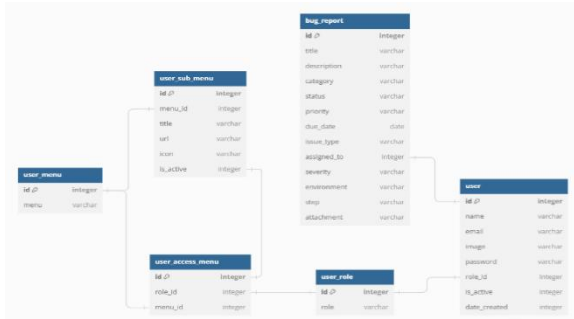 bug_report
id integer
title varchar
description varchar
category varchar
status varchar
priority varchar
due_date date
issue_type varchar
assigned_to integer
severity varchar
environment varchar
step varchar
attachment varchar
user_sub_menu
id integer
menu_id integer
title varchar
url varchar
icon varchar
is_active integer
user_menu
id integer
menu varchar
user_access_menu
id integer
role_id integer
menu_id integer
user_role
id integer
role varchar
user
id integer
name varchar
email varchar
image varchar
password varchar
role_id integer
is_active integer
date_created integer